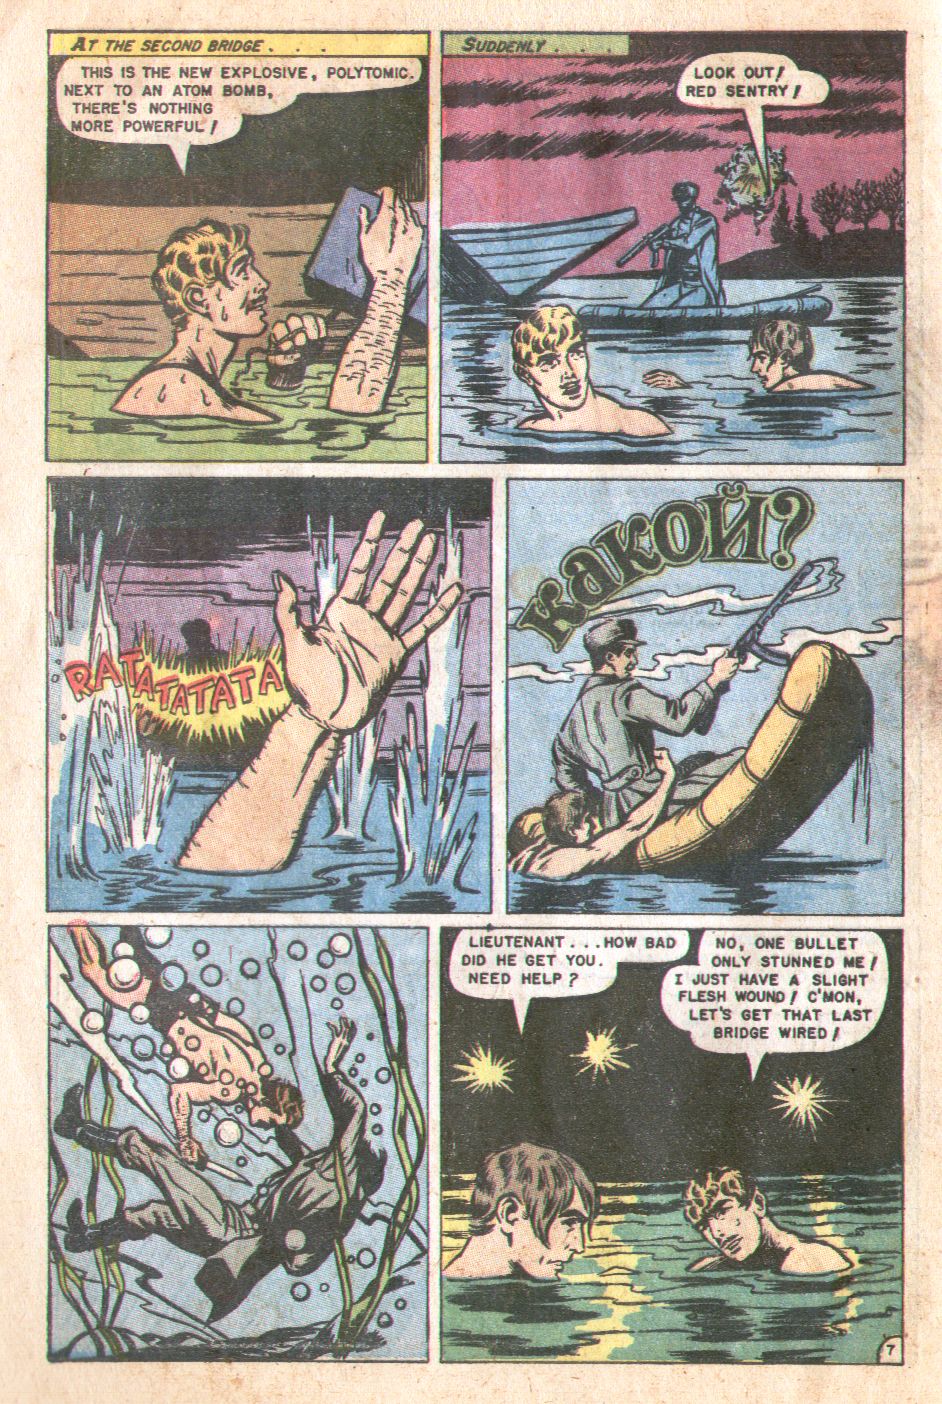 AT THE SECOND BRIDGE. . . .
THIS IS THE NEW EXPLOSIVE, POLYTOMIC.
NEXT TO AN ATOM BOMB,
THERE'S NOTHING
MORE POWERFUL!
SUDDENLY . . . .
LOOK OUT!
RED SENTRY!
RATATATATATA
КАКОЙ?
LIEUTENANT...HOW BAD
DID HE GET YOU.
NEED HELP?
NO, ONE BULLET
ONLY STUNNED ME!
I JUST HAVE A SLIGHT
FLESH WOUND! C'MON,
LET'S GET THAT LAST
BRIDGE WIRED!
7